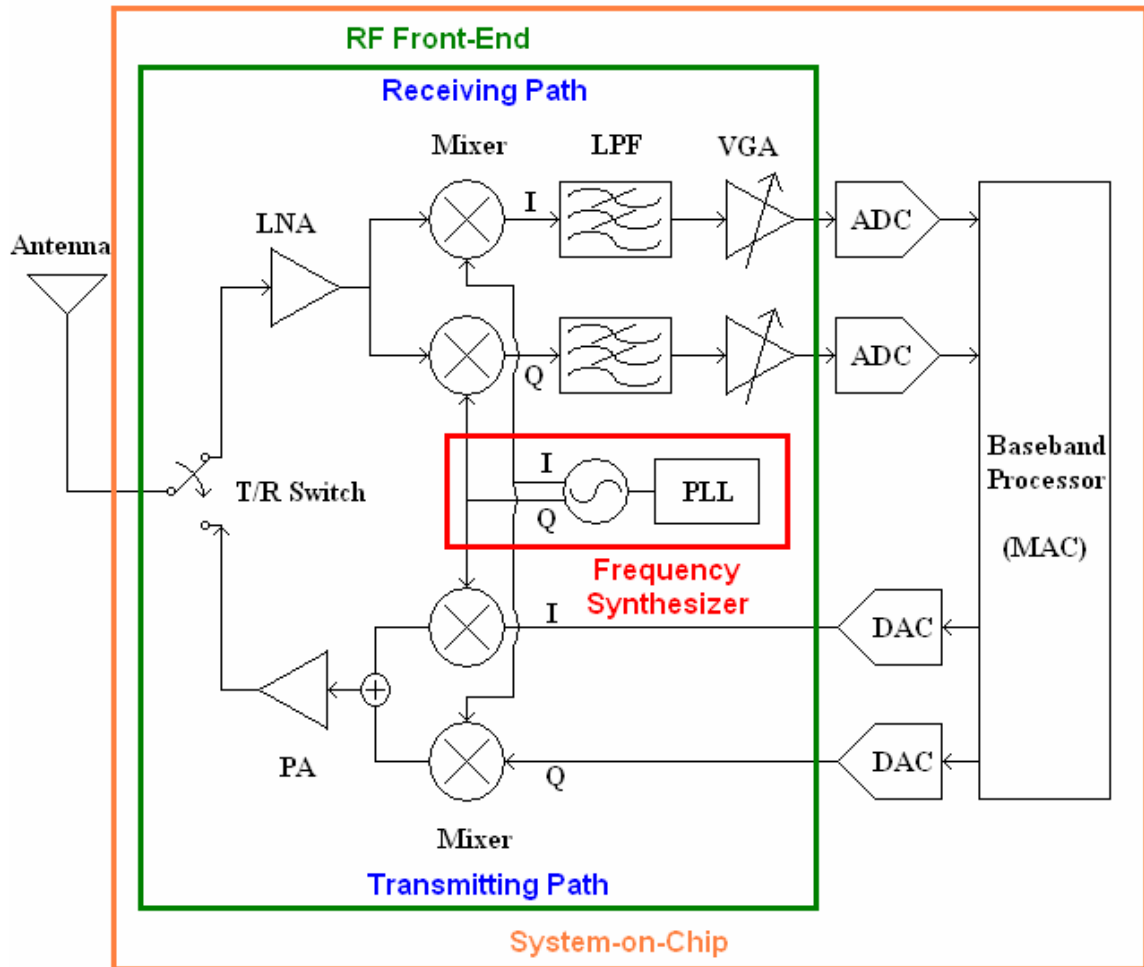 RF Front-End
Receiving Path
Mixer
LPF
VGA
I
ADC
LNA
Antenna
Q
ADC
Baseband
Processor
(MAC)
I
PLL
Q
T/R Switch
Frequency
Synthesizer
I
DAC
PA
Q
DAC
Mixer
Transmitting Path
System-on-Chip